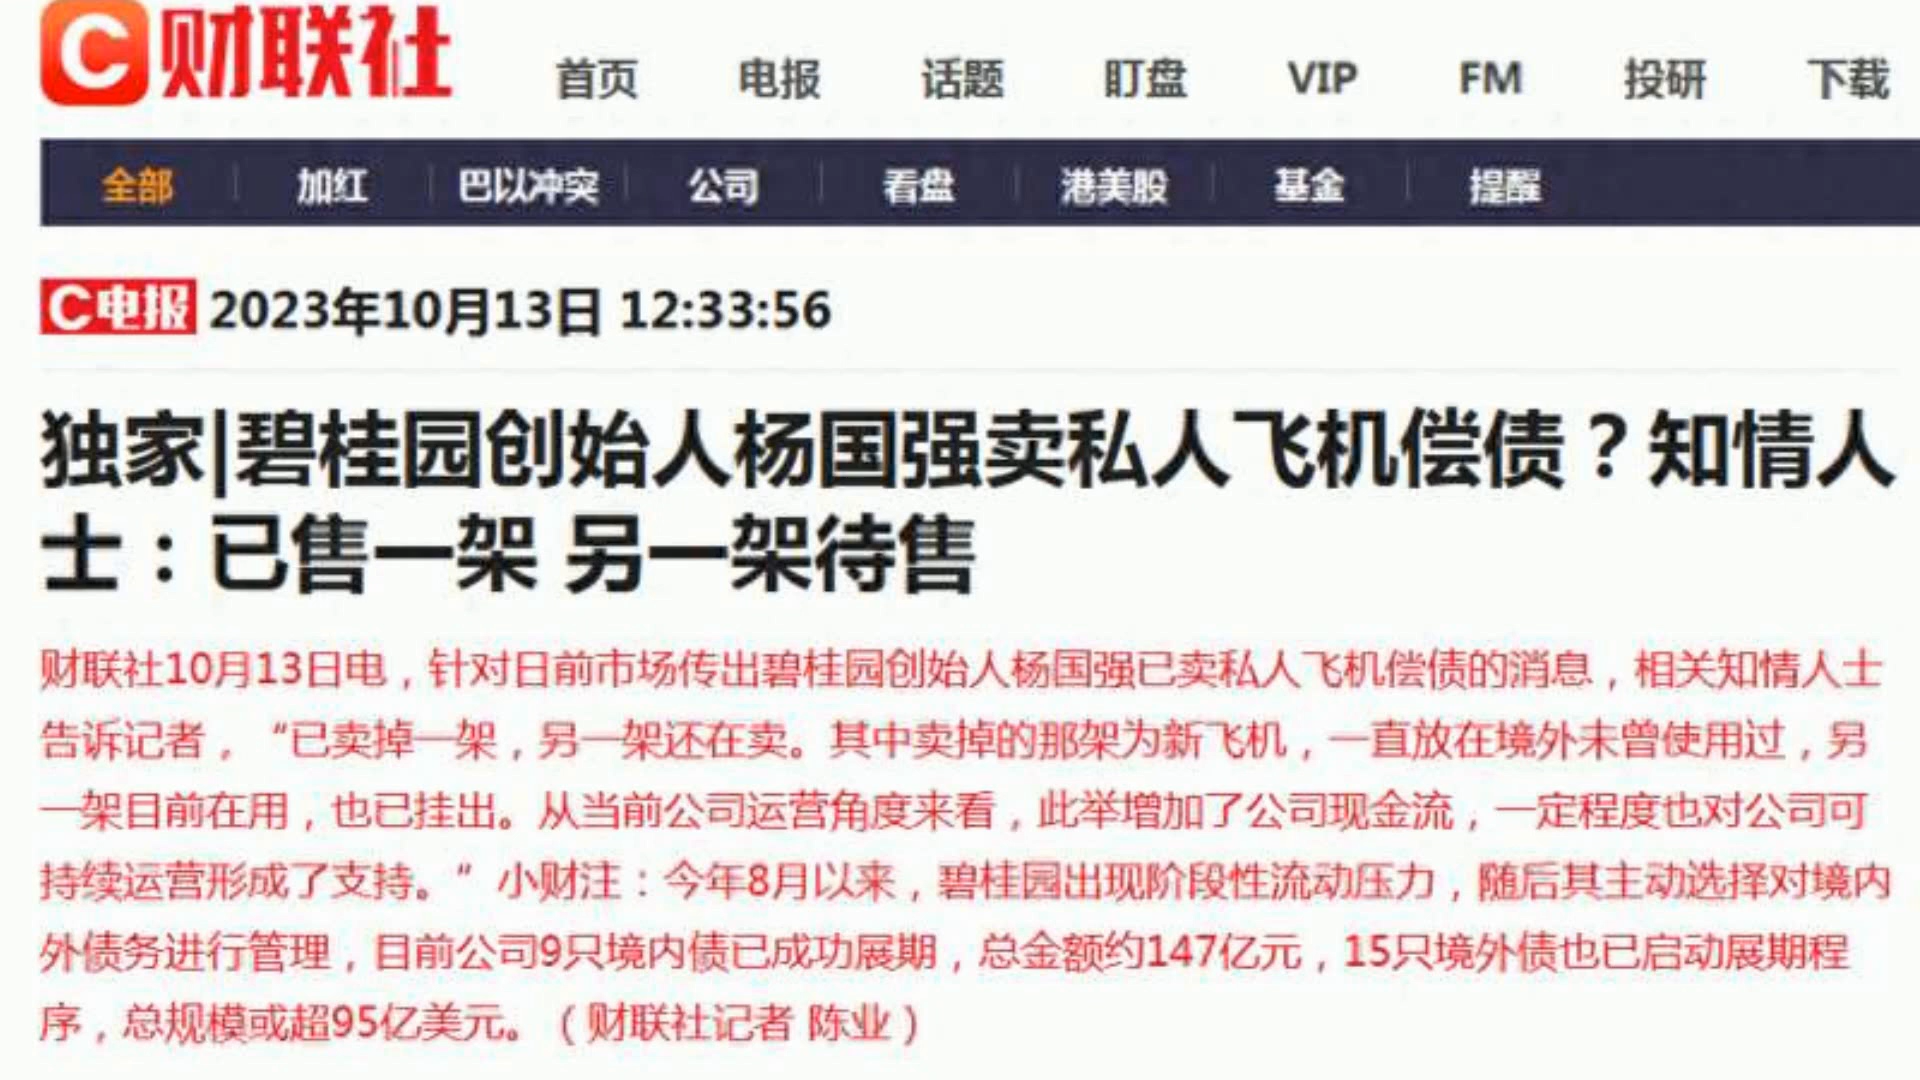 C 财联社 首页 电报 话题 盯盘 VIP FM 投研 下载
全部 加红 巴以冲突 公司 看盘 港美股 基金 提醒
C电报 2023年10月13日 12:33:56
独家|碧桂园创始人杨国强卖私人飞机偿债？知情人
士：已售一架 另一架待售
财联社10月13日电，针对日前市场传出碧桂园创始人杨国强已卖私人飞机偿债的消息，相关知情人士
告诉记者，“已卖掉一架，另一架还在卖。其中卖掉的那架为新飞机，一直放在境外未曾使用过，另
一架目前在用，也已挂出。从当前公司运营角度来看，此举增加了公司现金流，一定程度也对公司可
持续运营形成了支持。”小财注：今年8月以来，碧桂园出现阶段性流动压力，随后其主动选择对境内
外债务进行管理，目前公司9只境内债已成功展期，总金额约147亿元，15只境外债也已启动展期程
序，总规模或超95亿美元。（财联社记者 陈业）